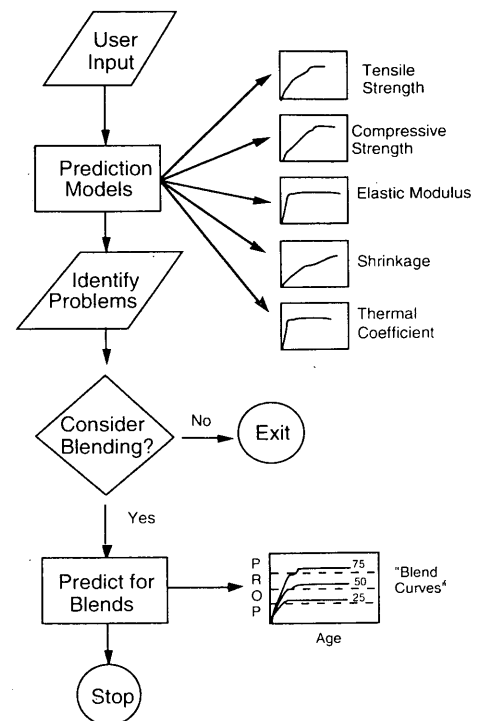 User
Input
Tensile
Strength
Compressive
Strength
Prediction
Models
Elastic Modulus
Identify
Problems
Shrinkage
Thermal
Coefficient
Consider
Blending?
No
Exit
Yes
Predict for
Blends
P
R
O
P
75
50
25
"Blend
Curves"
Age
Stop